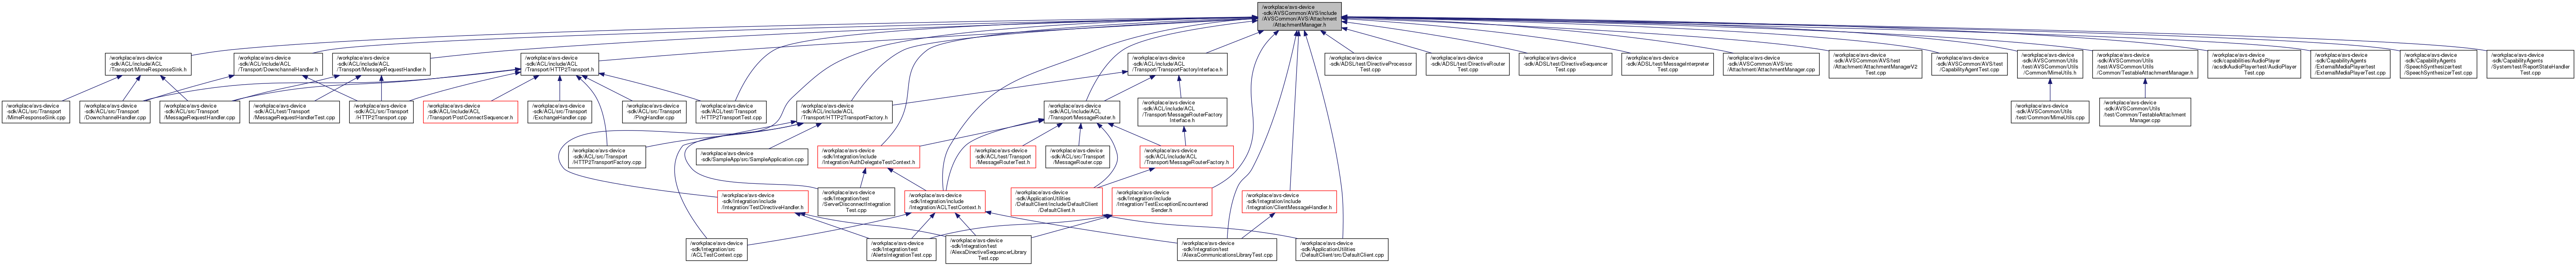 /workplace/avs-device
-sdk/AVSCommon/AVS/include
/AVSCommon/AVS/Attachment
/AttachmentManager.h
/workplace/avs-device
-sdk/ACL/include/ACL
/Transport/MimeResponseSink.h
/workplace/avs-device
-sdk/ACL/include/ACL
/Transport/DownchannelHandler.h
/workplace/avs-device
-sdk/ACL/include/ACL
/Transport/MessageRequestHandler.h
/workplace/avs-device
-sdk/ACL/include/ACL
/Transport/HTTP2Transport.h
/workplace/avs-device
-sdk/ACL/include/ACL
/Transport/TransportFactoryInterface.h
/workplace/avs-device
-sdk/ADSL/test/DirectiveProcessor
Test.cpp
/workplace/avs-device
-sdk/ADSL/test/DirectiveRouter
Test.cpp
/workplace/avs-device
-sdk/ADSL/test/DirectiveSequencer
Test.cpp
/workplace/avs-device
-sdk/ADSL/test/MessageInterpreter
Test.cpp
/workplace/avs-device
-sdk/AVSCommon/AVS/src
/Attachment/AttachmentManager.cpp
/workplace/avs-device
-sdk/AVSCommon/AVS/test
/Attachment/AttachmentManagerV2
Test.cpp
/workplace/avs-device
-sdk/AVSCommon/AVS/test
/CapabilityAgentTest.cpp
/workplace/avs-device
-sdk/AVSCommon/Utils
/test/AVSCommon/Utils
/Common/MimeUtils.h
/workplace/avs-device
-sdk/AVSCommon/Utils
/test/AVSCommon/Utils
/Common/TestableAttachmentManager.h
/workplace/avs-device
-sdk/capabilities/AudioPlayer
/acsdkAudioPlayer/test/AudioPlayer
Test.cpp
/workplace/avs-device
-sdk/CapabilityAgents
/ExternalMediaPlayer/test
/ExternalMediaPlayerTest.cpp
/workplace/avs-device
-sdk/CapabilityAgents
/SpeechSynthesizer/test
/SpeechSynthesizerTest.cpp
/workplace/avs-device
-sdk/CapabilityAgents
/System/test/ReportStateHandler
Test.cpp
/workplace/avs-device
-sdk/ACL/src/Transport
/MimeResponseSink.cpp
/workplace/avs-device
-sdk/ACL/src/Transport
/DownchannelHandler.cpp
/workplace/avs-device
-sdk/ACL/src/Transport
/MessageRequestHandler.cpp
/workplace/avs-device
-sdk/ACL/test/Transport
/MessageRequestHandlerTest.cpp
/workplace/avs-device
-sdk/ACL/src/Transport
/HTTP2Transport.cpp
/workplace/avs-device
-sdk/ACL/include/ACL
/Transport/PostConnectSequencer.h
/workplace/avs-device
-sdk/ACL/src/Transport
/ExchangeHandler.cpp
/workplace/avs-device
-sdk/ACL/src/Transport
/PingHandler.cpp
/workplace/avs-device
-sdk/ACL/test/Transport
/HTTP2TransportTest.cpp
/workplace/avs-device
-sdk/ACL/include/ACL
/Transport/HTTP2TransportFactory.h
/workplace/avs-device
-sdk/ACL/include/ACL
/Transport/MessageRouter.h
/workplace/avs-device
-sdk/ACL/include/ACL
/Transport/MessageRouterFactory
Interface.h
/workplace/avs-device
-sdk/AVSCommon/Utils
/test/Common/MimeUtils.cpp
/workplace/avs-device
-sdk/AVSCommon/Utils
/test/Common/TestableAttachment
Manager.cpp
/workplace/avs-device
-sdk/ACL/src/Transport
/HTTP2TransportFactory.cpp
/workplace/avs-device
-sdk/SampleApp/src/SampleApplication.cpp
/workplace/avs-device
-sdk/Integration/include
/Integration/AuthDelegateTestContext.h
/workplace/avs-device
-sdk/ACL/test/Transport
/MessageRouterTest.h
/workplace/avs-device
-sdk/ACL/src/Transport
/MessageRouter.cpp
/workplace/avs-device
-sdk/ACL/include/ACL
/Transport/MessageRouterFactory.h
/workplace/avs-device
-sdk/Integration/include
/Integration/TestDirectiveHandler.h
/workplace/avs-device
-sdk/Integration/test
/ServerDisconnectIntegration
Test.cpp
/workplace/avs-device
-sdk/Integration/include
/Integration/ACLTestContext.h
/workplace/avs-device
-sdk/ApplicationUtilities
/DefaultClient/include/DefaultClient
/DefaultClient.h
/workplace/avs-device
-sdk/Integration/include
/Integration/TestExceptionEncountered
Sender.h
/workplace/avs-device
-sdk/Integration/include
/Integration/ClientMessageHandler.h
/workplace/avs-device
-sdk/Integration/src
/ACLTestContext.cpp
/workplace/avs-device
-sdk/Integration/test
/AlertsIntegrationTest.cpp
/workplace/avs-device
-sdk/Integration/test
/AlexaDirectiveSequencerLibrary
Test.cpp
/workplace/avs-device
-sdk/Integration/test
/AlexaCommunicationsLibraryTest.cpp
/workplace/avs-device
-sdk/ApplicationUtilities
/DefaultClient/src/DefaultClient.cpp